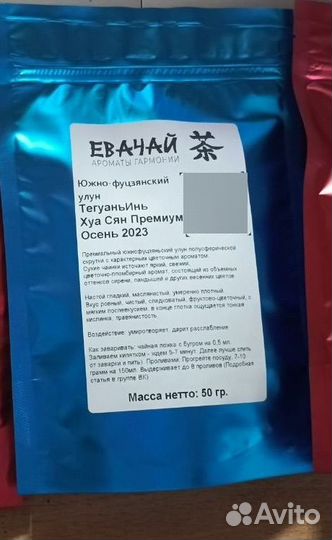 ЕВАЧАЙ 茶
АРОМАТЫ ГАРМОНИИ
Южно-фуцзянский
улун
ТегуаньИнь
Хуа Сян Премиум
Осень 2023
Премиальный южнофуцзяньский улун полусферической
скрутки с характерным цветочным ароматом.
Сухие чаинки источают яркий, свежий,
цветочно-пломбирный аромат, состоящий из объемных
оттенков сирени, ландышей и других весенних цветов.
Настой гладкий, маслянистый, умеренно плотный.
Вкус ровный, чистый, сладковатый, фруктово-цветочный, с
мягким послевкусием, в конце глотка ощущается тонкая
кислинка, травянистость.
Воздействие: умиротворяет, дарит расслабление
Как заваривать: чайная ложка с бугром на 0,5 мл.
Заливаем кипятком - ждем 5-7 минут. Далее лучше слить
от заварки и пить). Проливами: Прогрейте посуду, 7-10
грамм на 150мл. Выдерживает до 8 проливов (Подробная
статья в группе ВК)
Масса нетто: 50 гр.
Avito